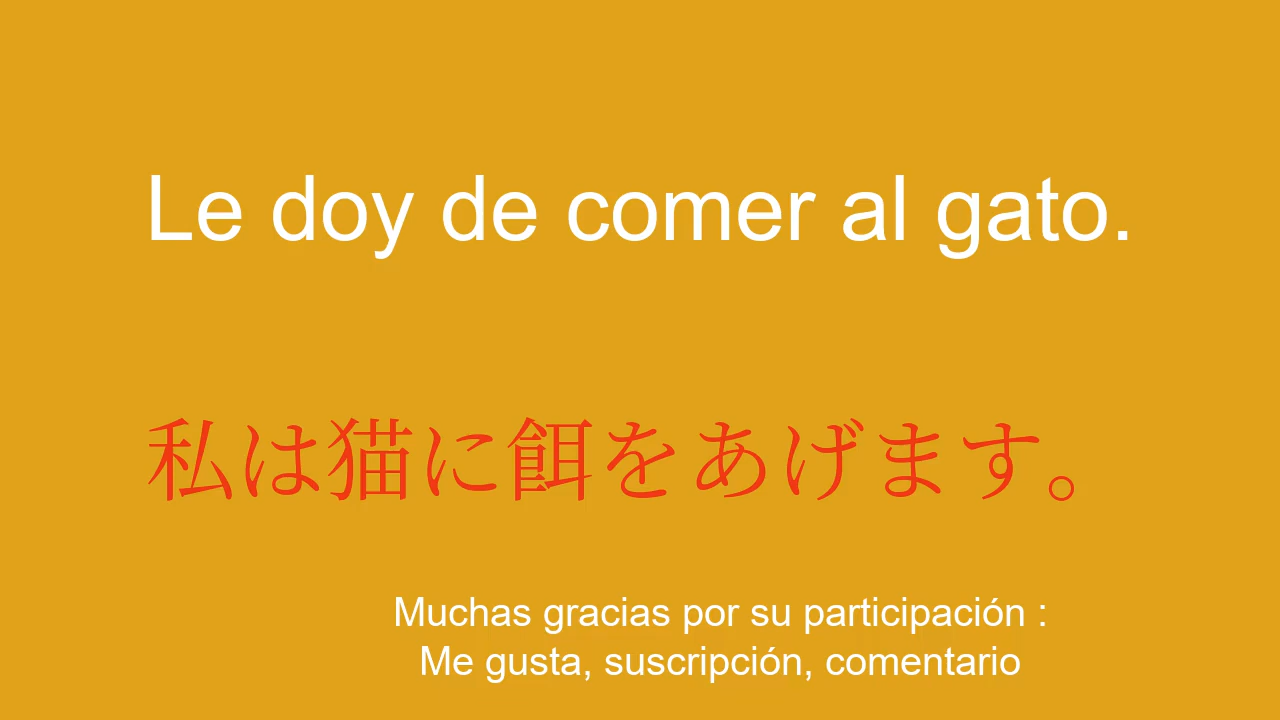 Le doy de comer al gato.
私は猫に餌をあげます。
Muchas gracias por su participación :
Me gusta, suscripción, comentario